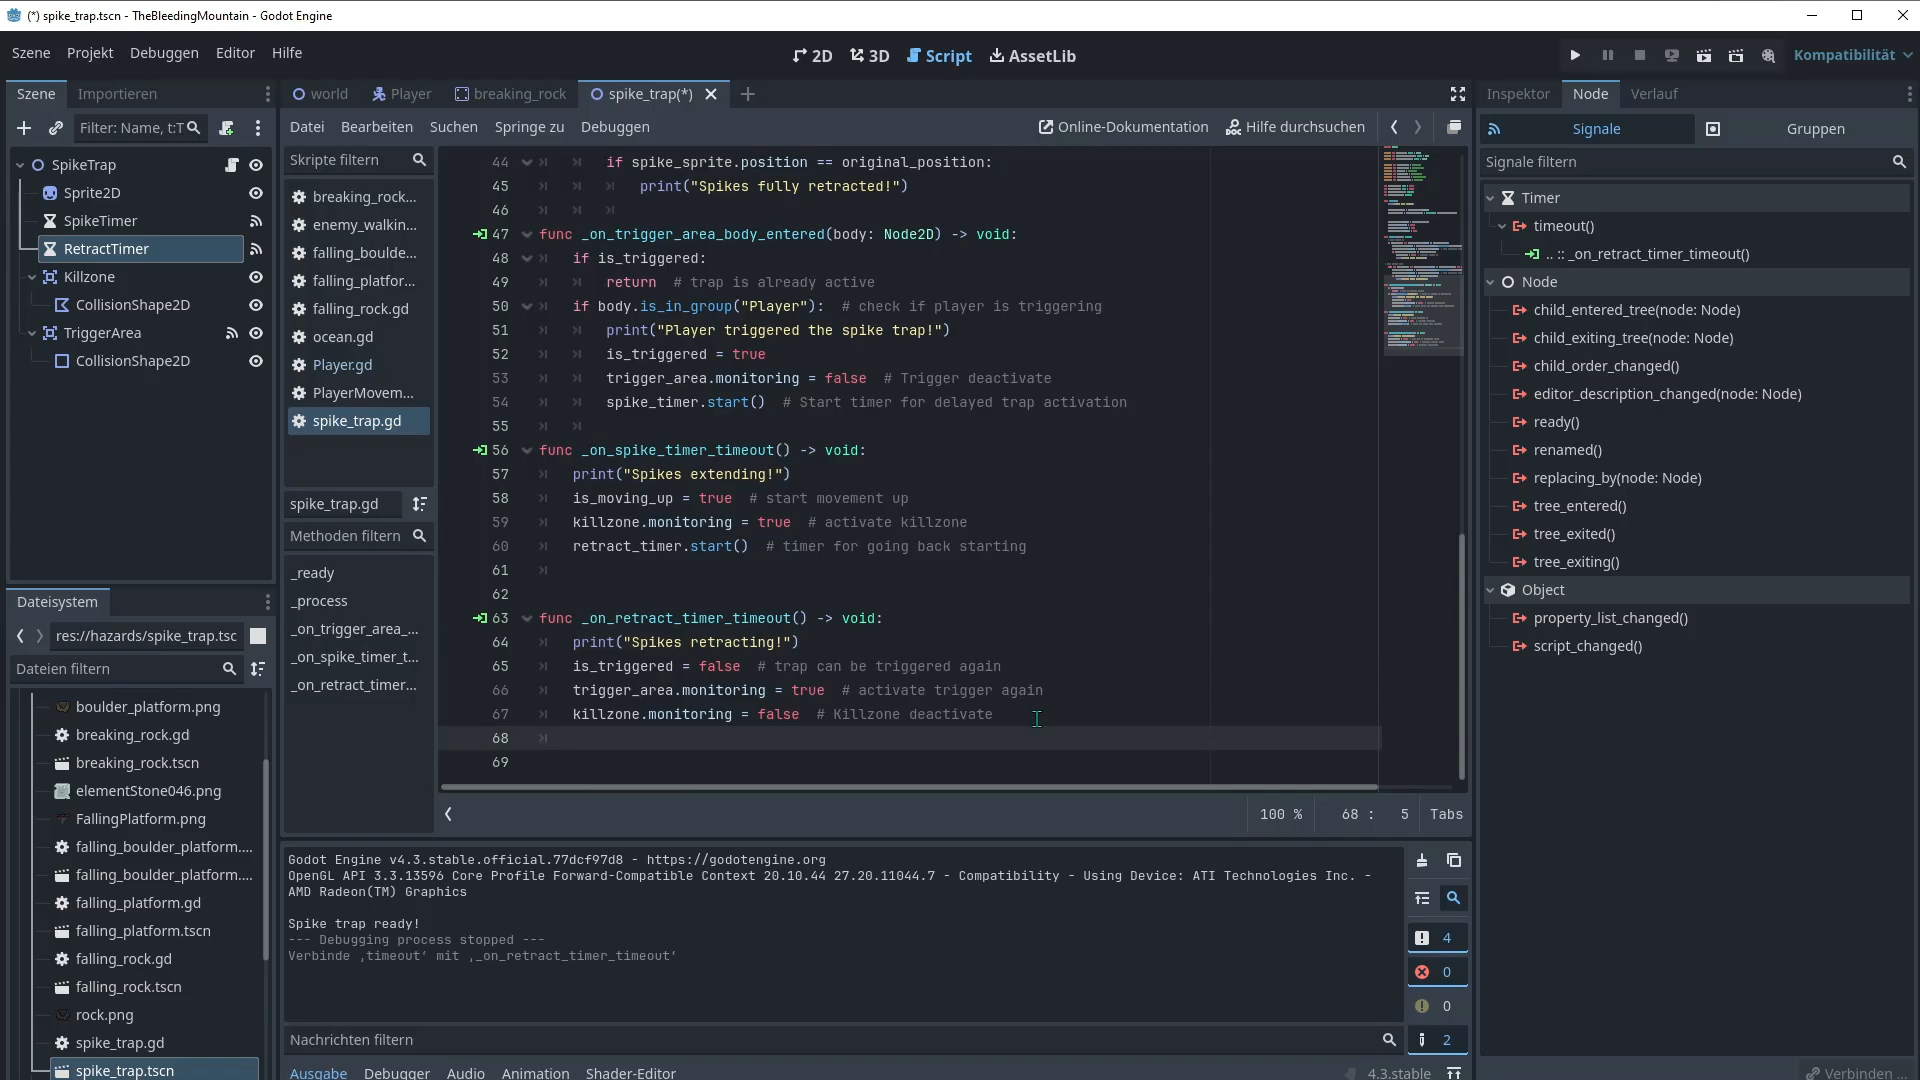 (*) spike_trap.tscn - TheBleedingMountain - Godot Engine
Szene Projekt Debuggen Editor Hilfe
2D 3D Script AssetLib
Kompatibilität
Szene Importieren
Filter: Name, t:T
SpikeTrap
Sprite2D
SpikeTimer
RetractTimer
Killzone
CollisionShape2D
TriggerArea
CollisionShape2D
Dateisystem
res://hazards/spike_trap.tsc
Dateien filtern
boulder_platform.png
breaking_rock.gd
breaking_rock.tscn
elementStone046.png
FallingPlatform.png
falling_boulder_platform....
falling_boulder_platform....
falling_platform.gd
falling_platform.tscn
falling_rock.gd
falling_rock.tscn
rock.png
spike_trap.gd
spike_trap.tscn
world Player breaking_rock spike_trap(*)
Datei Bearbeiten Suchen Springe zu Debuggen
Online-Dokumentation Hilfe durchsuchen
Skripte filtern
breaking_rock...
enemy_walkin...
falling_boulde...
falling_platfor...
falling_rock.gd
ocean.gd
Player.gd
PlayerMovem...
spike_trap.gd
spike_trap.gd
Methoden filtern
_ready
_process
_on_trigger_area_...
_on_spike_timer_t...
_on_retract_timer...
44 if spike_sprite.position == original_position:
45 print("Spikes fully retracted!")
46
47 func _on_trigger_area_body_entered(body: Node2D) -> void:
48 if is_triggered:
49 return # trap is already active
50 if body.is_in_group("Player"): # check if player is triggering
51 print("Player triggered the spike trap!")
52 is_triggered = true
53 trigger_area.monitoring = false # Trigger deactivate
54 spike_timer.start() # Start timer for delayed trap activation
55
56 func _on_spike_timer_timeout() -> void:
57 print("Spikes extending!")
58 is_moving_up = true # start movement up
59 killzone.monitoring = true # activate killzone
60 retract_timer.start() # timer for going back starting
61
62
63 func _on_retract_timer_timeout() -> void:
64 print("Spikes retracting!")
65 is_triggered = false # trap can be triggered again
66 trigger_area.monitoring = true # activate trigger again
67 killzone.monitoring = false # Killzone deactivate
68
69
100 % 68 : 5 Tabs
Godot Engine v4.3.stable.official.77dcf97d8 - https://godotengine.org
OpenGL API 3.3.13596 Core Profile Forward-Compatible Context 20.10.44 27.20.11044.7 - Compatibility - Using Device: ATI Technologies Inc. -
AMD Radeon(TM) Graphics
Spike trap ready!
--- Debugging process stopped ---
Verbinde ‚timeout‘ mit ‚_on_retract_timer_timeout‘
4
0
0
2
Nachrichten filtern
Ausgabe Debugger Audio Animation Shader-Editor
4.3.stable
Inspektor Node Verlauf
Signale Gruppen
Signale filtern
Timer
timeout()
.. :: _on_retract_timer_timeout()
Node
child_entered_tree(node: Node)
child_exiting_tree(node: Node)
child_order_changed()
editor_description_changed(node: Node)
ready()
renamed()
replacing_by(node: Node)
tree_entered()
tree_exited()
tree_exiting()
Object
property_list_changed()
script_changed()
Verbinden ...